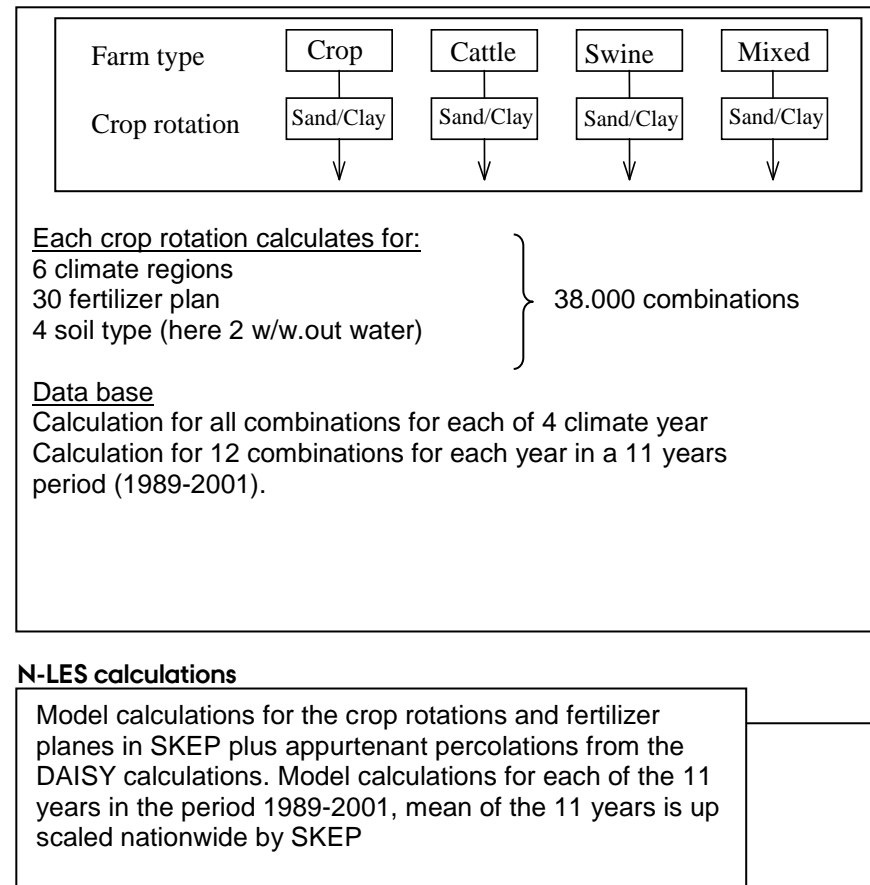 Farm type Crop Cattle Swine Mixed
Crop rotation Sand/Clay Sand/Clay Sand/Clay Sand/Clay
Each crop rotation calculates for:
6 climate regions
30 fertilizer plan 38.000 combinations
4 soil type (here 2 w/w.out water)
Data base
Calculation for all combinations for each of 4 climate year
Calculation for 12 combinations for each year in a 11 years
period (1989-2001).
N-LES calculations
Model calculations for the crop rotations and fertilizer
planes in SKEP plus appurtenant percolations from the
DAISY calculations. Model calculations for each of the 11
years in the period 1989-2001, mean of the 11 years is up
scaled nationwide by SKEP